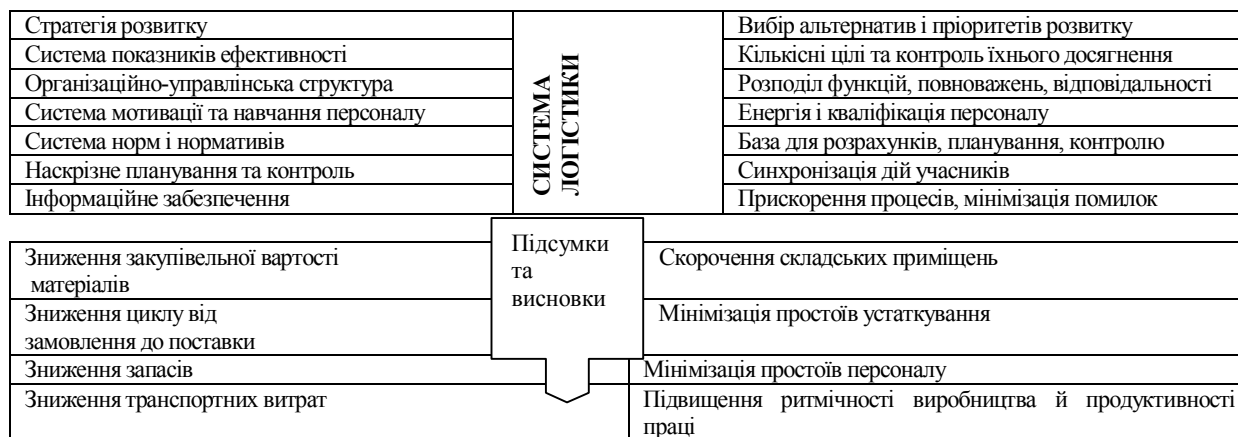 Стратегія розвитку
Система показників ефективності
Організаційно-управлінська структура
Система мотивації та навчання персоналу
Система норм і нормативів
Наскрізне планування та контроль
Інформаційне забезпечення
СИСТЕМА
ЛОГІСТИКИ
Вибір альтернатив і пріоритетів розвитку
Кількісні цілі та контроль їхнього досягнення
Розподіл функцій, повноважень, відповідальності
Енергія і кваліфікація персоналу
База для розрахунків, планування, контролю
Синхронізація дій учасників
Прискорення процесів, мінімізація помилок
Підсумки
та
висновки
Зниження закупівельної вартості
матеріалів
Скорочення складських приміщень
Зниження циклу від
замовлення до поставки
Мінімізація простоїв устаткування
Зниження запасів
Мінімізація простоїв персоналу
Зниження транспортних витрат
Підвищення ритмічності виробництва й продуктивності
праці